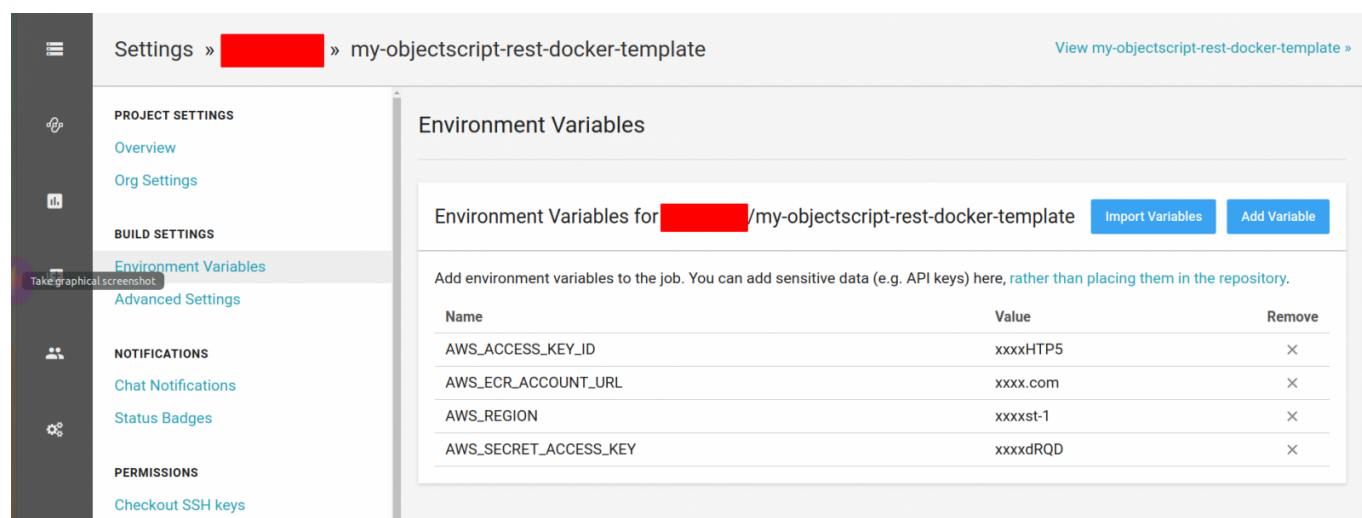 Settings » » my-objectscript-rest-docker-template
View my-objectscript-rest-docker-template »
PROJECT SETTINGS
Overview
Org Settings
BUILD SETTINGS
Environment Variables
Take graphical screenshot
Advanced Settings
NOTIFICATIONS
Chat Notifications
Status Badges
PERMISSIONS
Checkout SSH keys
Environment Variables
Environment Variables for /my-objectscript-rest-docker-template
Import Variables
Add Variable
Add environment variables to the job. You can add sensitive data (e.g. API keys) here, rather than placing them in the repository.
Name Value Remove
AWS_ACCESS_KEY_ID xxxxHTP5 ×
AWS_ECR_ACCOUNT_URL xxxx.com ×
AWS_REGION xxxxst-1 ×
AWS_SECRET_ACCESS_KEY xxxxdRQD ×